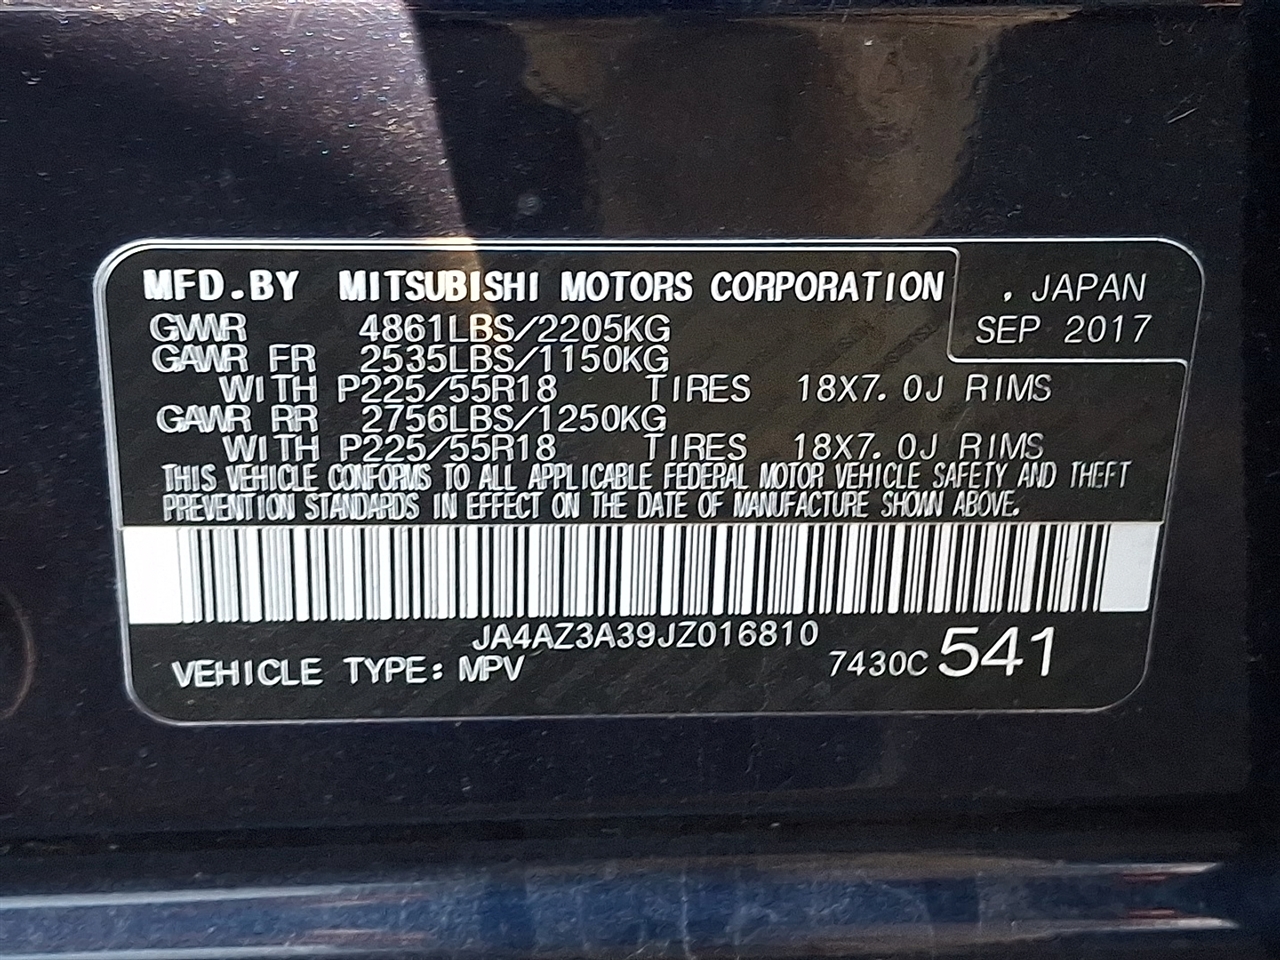 MFD.BY MITSUBISHI MOTORS CORPORATION
, JAPAN
SEP 2017
GVWR 4861LBS/2205KG
GAWR FR 2535LBS/1150KG
WITH P225/55R18 TIRES 18X7.0J RIMS
GAWR RR 2756LBS/1250KG
WITH P225/55R18 TIRES 18X7.0J RIMS
THIS VEHICLE CONFORMS TO ALL APPLICABLE FEDERAL MOTOR VEHICLE SAFETY AND THEFT
PREVENTION STANDARDS IN EFFECT ON THE DATE OF MANUFACTURE SHOWN ABOVE.
JA4AZ3A39JZ016810
VEHICLE TYPE: MPV 7430C 541